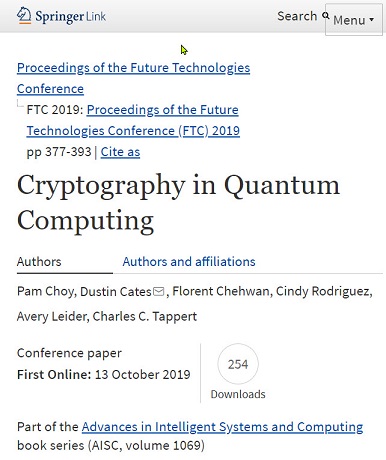 Springer Link
Search
Menu
Proceedings of the Future Technologies
Conference
FTC 2019: Proceedings of the Future
Technologies Conference (FTC) 2019
pp 377-393 | Cite as
Cryptography in Quantum
Computing
Authors
Authors and affiliations
Pam Choy, Dustin Cates, Florent Chehwan, Cindy Rodriguez,
Avery Leider, Charles C. Tappert
Conference paper
First Online: 13 October 2019
254
Downloads
Part of the Advances in Intelligent Systems and Computing
book series (AISC, volume 1069)